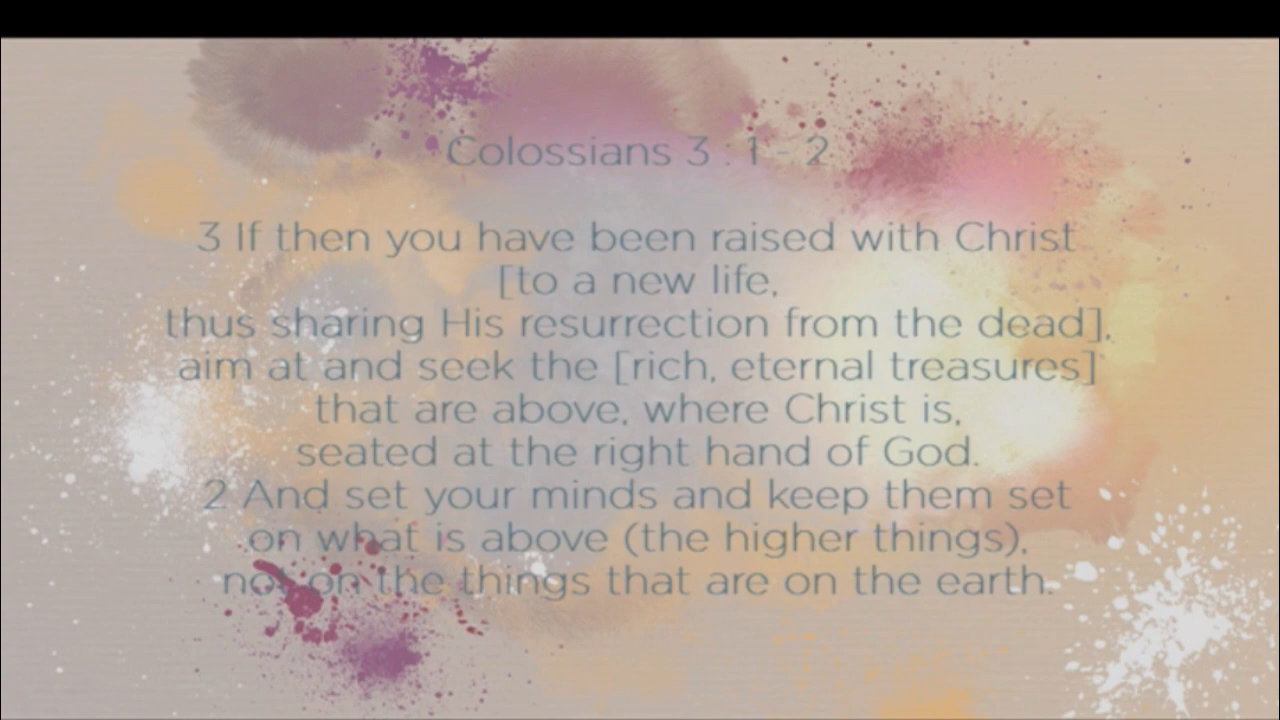 Colossians 3 : 1 - 2
3 If then you have been raised with Christ
[to a new life,
thus sharing His resurrection from the dead],
aim at and seek the [rich, eternal treasures]
that are above, where Christ is,
seated at the right hand of God.
2 And set your minds and keep them set
on what is above (the higher things),
not on the things that are on the earth.